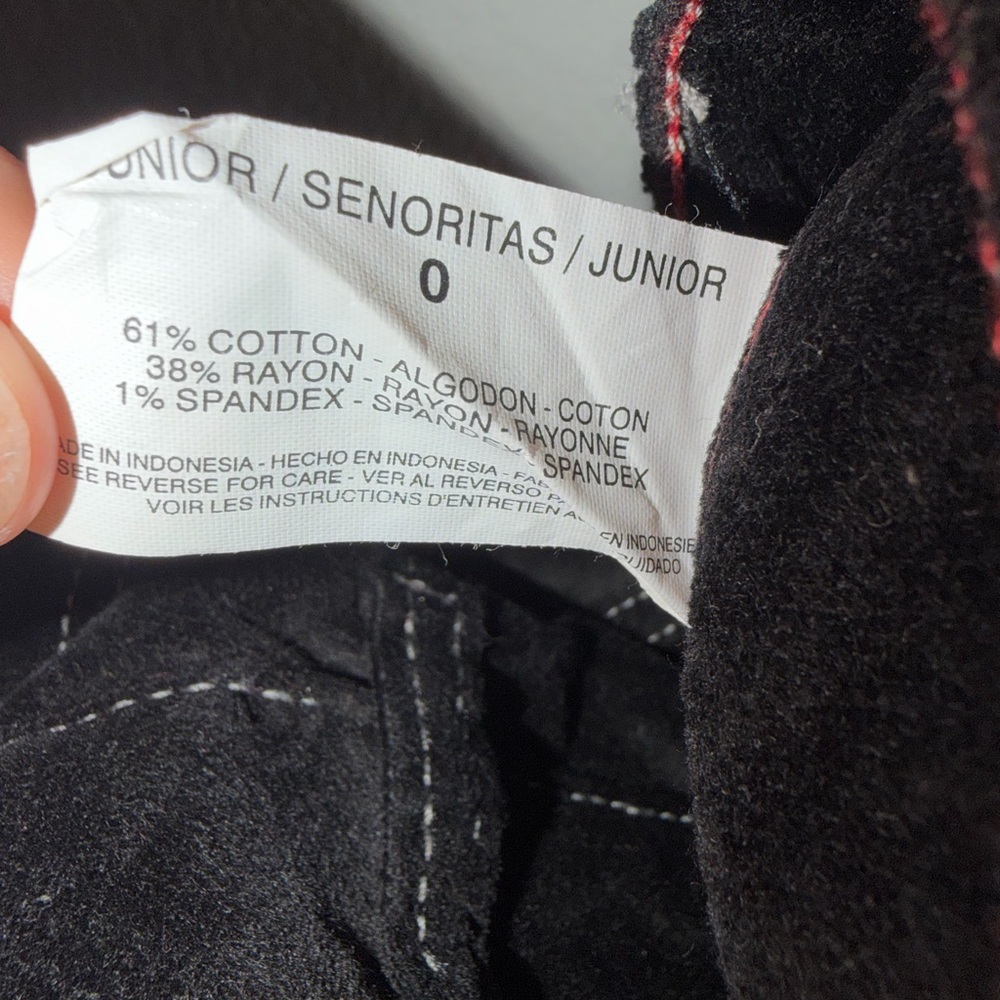 JUNIOR / SENORITAS / JUNIOR
0
61% COTTON - ALGODON - COTON
38% RAYON - RAYON - RAYONNE
1% SPANDEX - SPANDEX - SPANDEX
MADE IN INDONESIA - HECHO EN INDONESIA - EN INDONESIE
SEE REVERSE FOR CARE - VER AL REVERSO CUIDADO
VOIR LES INSTRUCTIONS D'ENTRETIEN